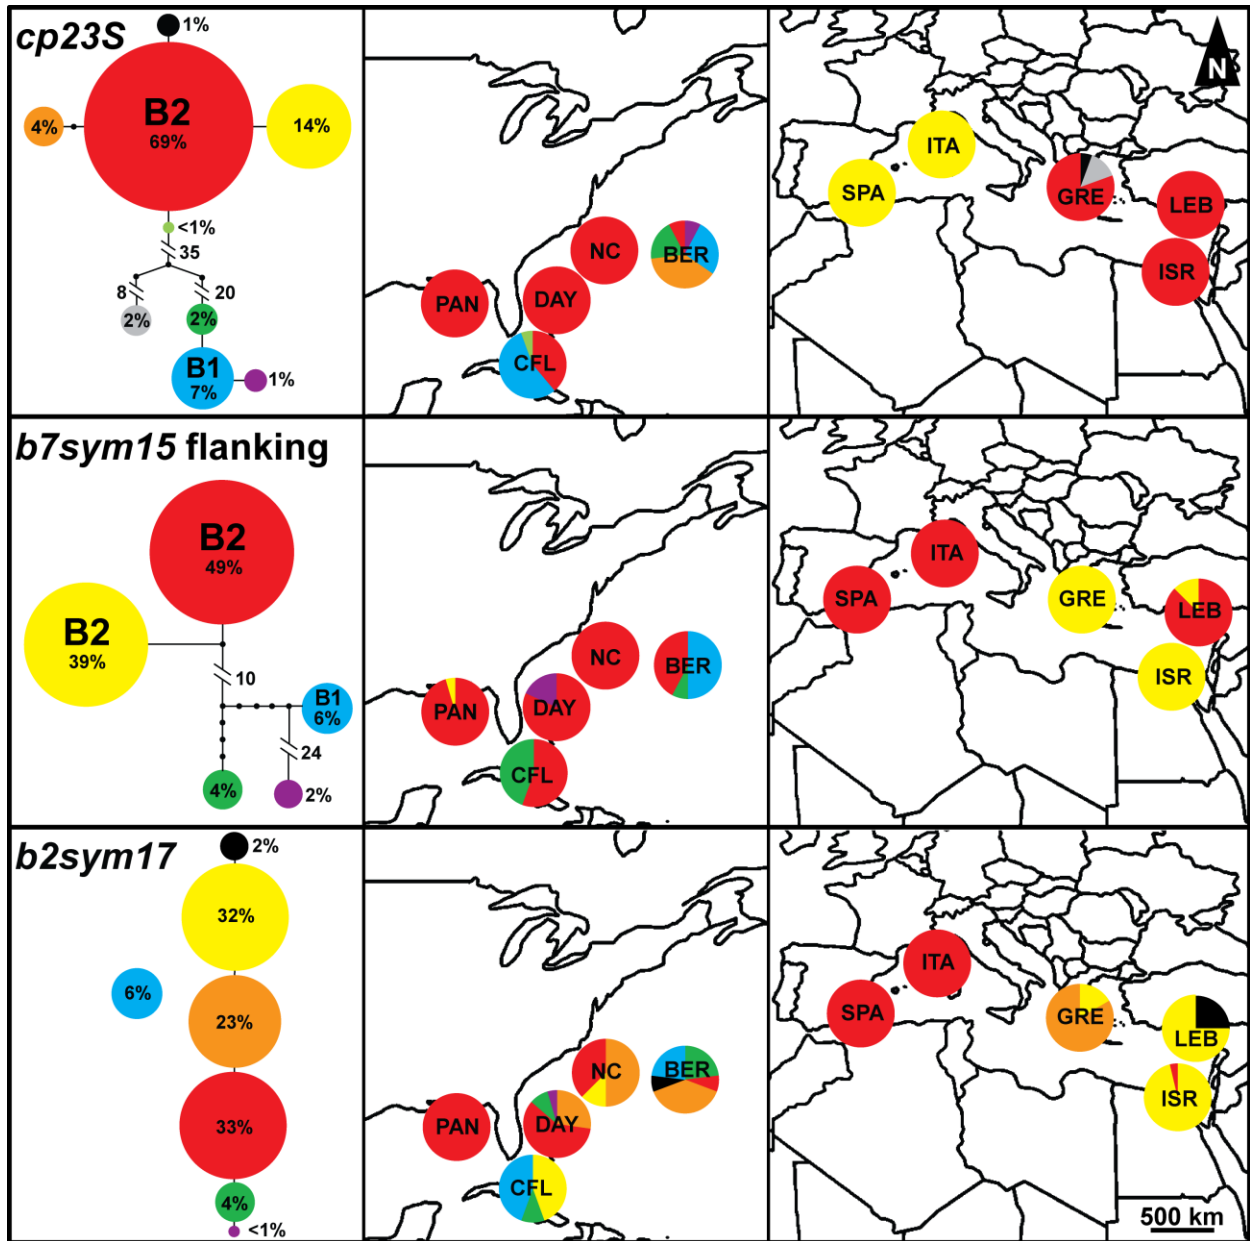 cp23S
1%
B2
69%
4%
14%
<1%
35
8
20
2%
2%
B1
7%
1%
NC
BER
PAN
DAY
CFL
N
ITA
SPA
GRE
LEB
ISR
b7sym15 flanking
B2
49%
B2
39%
10
B1
6%
24
4%
2%
NC
BER
PAN
DAY
CFL
ITA
SPA
GRE
LEB
ISR
b2sym17
2%
32%
6%
23%
33%
4%
<1%
NC
BER
PAN
DAY
CFL
ITA
SPA
GRE
LEB
ISR
500 km